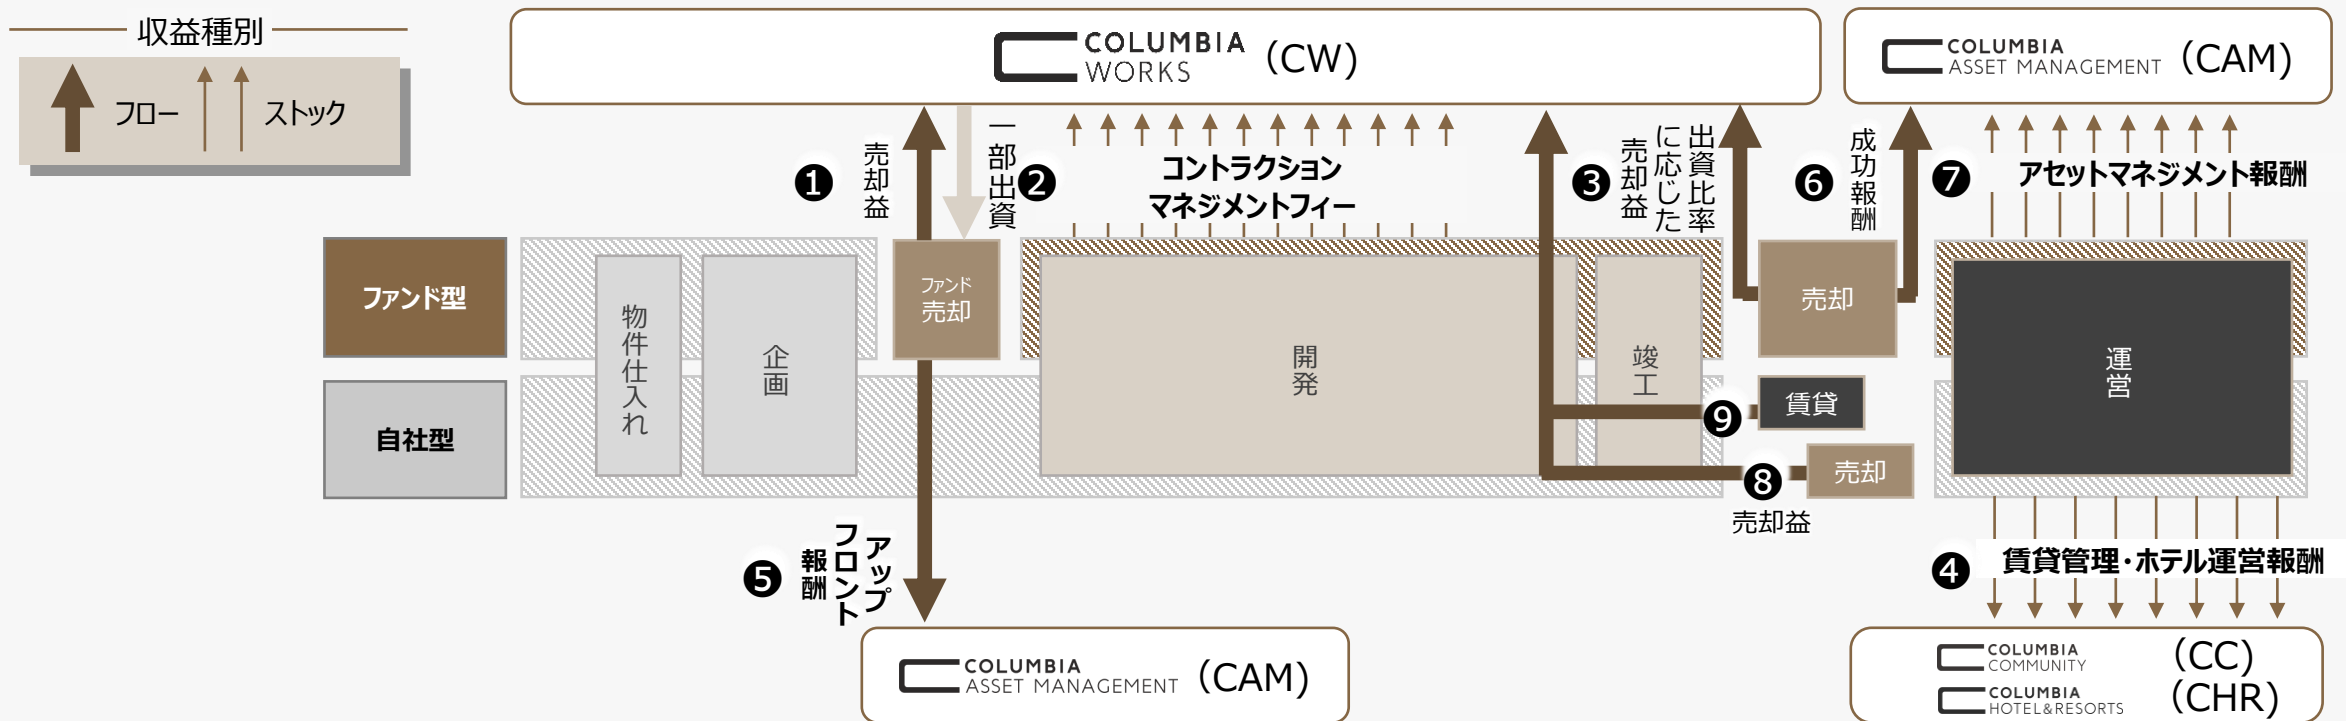 収益種別
フロー
ストック
COLUMBIA
WORKS
（CW）
COLUMBIA
ASSET MANAGEMENT
（CAM）
❶
売却益
一部出資
❷
コントラクション
マネジメントフィー
❸
出資比率
に応じた
売却益
❻
成功報酬
❼
アセットマネジメント報酬
ファンド型
物件仕入れ
企画
ファンド
売却
開発
竣工
売却
運営
自社型
❾
賃貸
❽
売却
売却益
❺
アップ
フロント
報酬
❹
賃貸管理・ホテル運営報酬
COLUMBIA
ASSET MANAGEMENT
（CAM）
COLUMBIA
COMMUNITY
（CC）
COLUMBIA
HOTEL&RESORTS
（CHR）